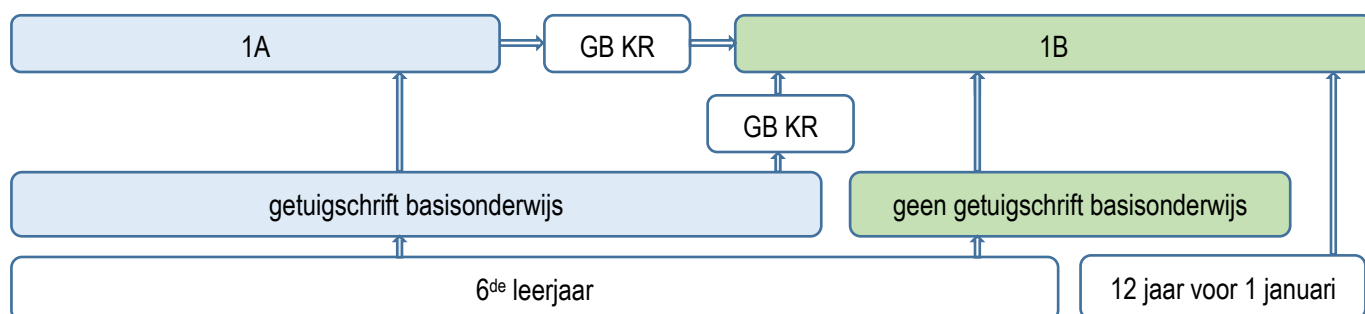 1A
GB KR
1B
GB KR
getuigschrift basisonderwijs
geen getuigschrift basisonderwijs
6de leerjaar
12 jaar voor 1 januari